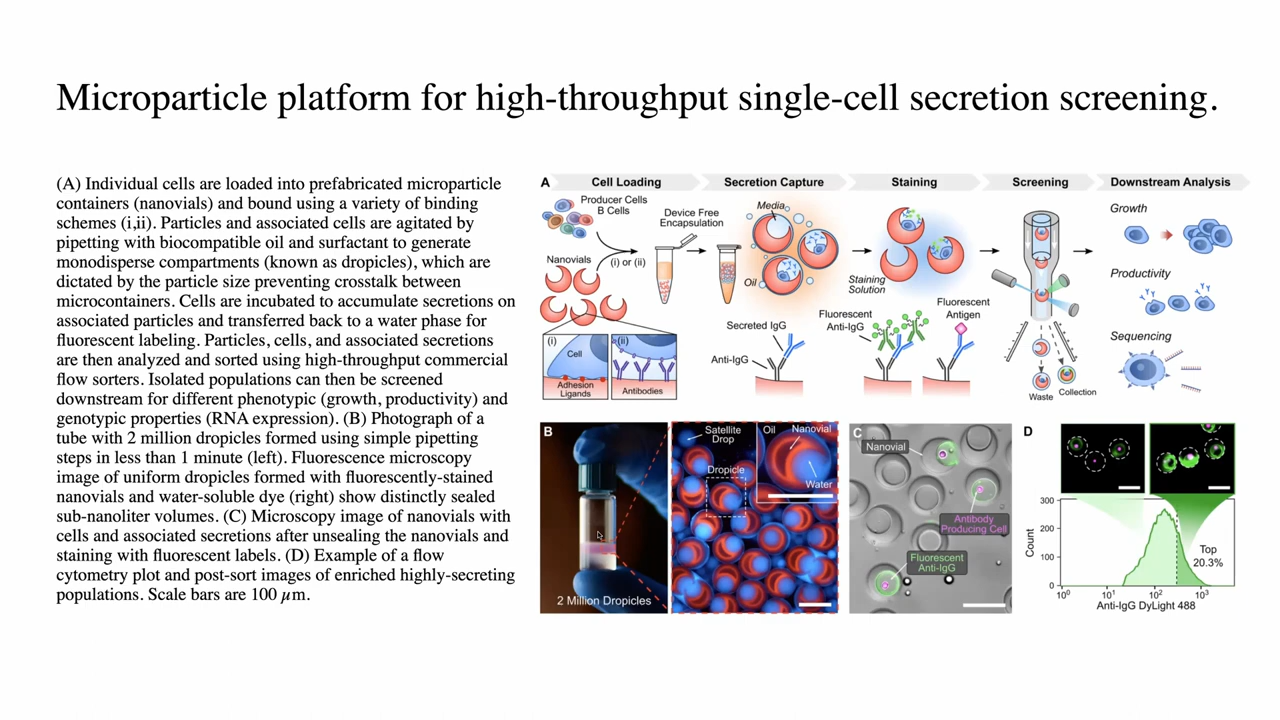 Microparticle platform for high-throughput single-cell secretion screening.
(A) Individual cells are loaded into prefabricated microparticle
containers (nanovials) and bound using a variety of binding
schemes (i,ii). Particles and associated cells are agitated by
pipetting with biocompatible oil and surfactant to generate
monodisperse compartments (known as dropicles), which are
dictated by the particle size preventing crosstalk between
microcontainers. Cells are incubated to accumulate secretions on
associated particles and transferred back to a water phase for
fluorescent labeling. Particles, cells, and associated secretions
are then analyzed and sorted using high-throughput commercial
flow sorters. Isolated populations can then be screened
downstream for different phenotypic (growth, productivity) and
genotypic properties (RNA expression). (B) Photograph of a
tube with 2 million dropicles formed using simple pipetting
steps in less than 1 minute (left). Fluorescence microscopy
image of uniform dropicles formed with fluorescently-stained
nanovials and water-soluble dye (right) show distinctly sealed
sub-nanoliter volumes. (C) Microscopy image of nanovials with
cells and associated secretions after unsealing the nanovials and
staining with fluorescent labels. (D) Example of a flow
cytometry plot and post-sort images of enriched highly-secreting
populations. Scale bars are 100 μm.
A
Cell Loading
Secretion Capture
Staining
Screening
Downstream Analysis
Producer Cells
B Cells
Device Free
Encapsulation
Nanovials
(i) or (ii)
Media
Oil
Staining
Solution
Growth
Productivity
Sequencing
(i)
Cell
Adhesion
Ligands
(ii)
Antibodies
Secreted IgG
Anti-IgG
Fluorescent
Anti-IgG
Fluorescent
Antigen
Waste
Collection
B
2 Million Dropicles
Satellite
Drop
Dropicle
Oil
Nanovial
Water
C
Nanovial
Antibody
Producing Cell
Fluorescent
Anti-IgG
D
Count
300
200
100
0
Top
20.3%
10⁰
10¹
10²
10³
Anti-IgG DyLight 488